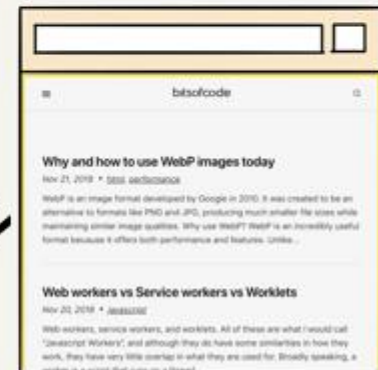 bitsofcode
Why and how to use WebP images today
Nov 21, 2018 • html, performance
WebP is an image format developed by Google in 2010. It was created to be an
alternative to formats like PNG and JPG, producing much smaller file sizes while
maintaining similar image qualities. Why use WebP? WebP is an incredibly useful
format because it offers both performance and features. Unlike...
Web workers vs Service workers vs Worklets
Nov 20, 2018 • javascript
Web workers, service workers, and worklets. All of these are what I would call
"Javascript Workers", and although they do have some similarities in how they
work, they have very little overlap in what they are used for. Broadly speaking, a